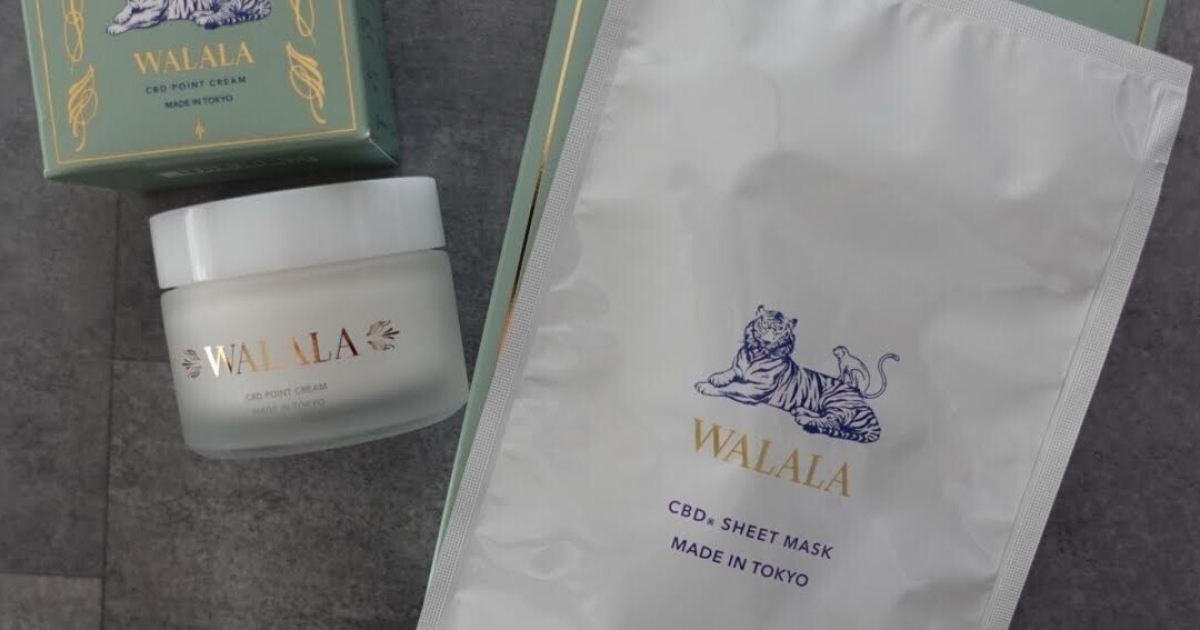 WALALA
CBD POINT CREAM
MADE IN TOKYO
WALALA
CBD POINT CREAM
MADE IN TOKYO
WALALA
CBD※ SHEET MASK
MADE IN TOKYO